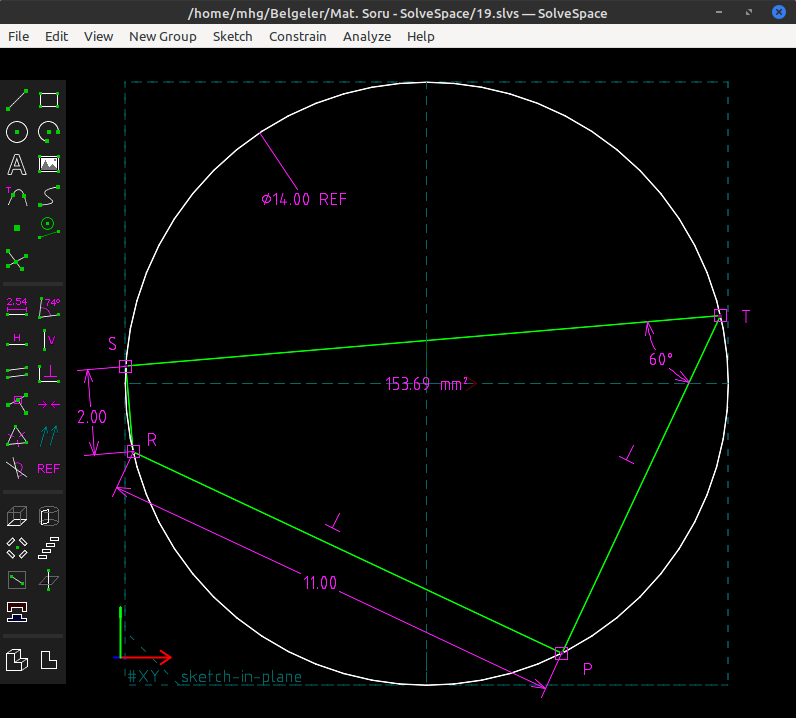 /home/mhg/Belgeler/Mat. Soru - SolveSpace/19.slvs — SolveSpace
File Edit View New Group Sketch Constrain Analyze Help
Ø14.00 REF
T
S
60°
153.69 mm²
2.00
R
11.00
P
#XY
sketch-in-plane
A
T
2.54
74°
H
V
REF